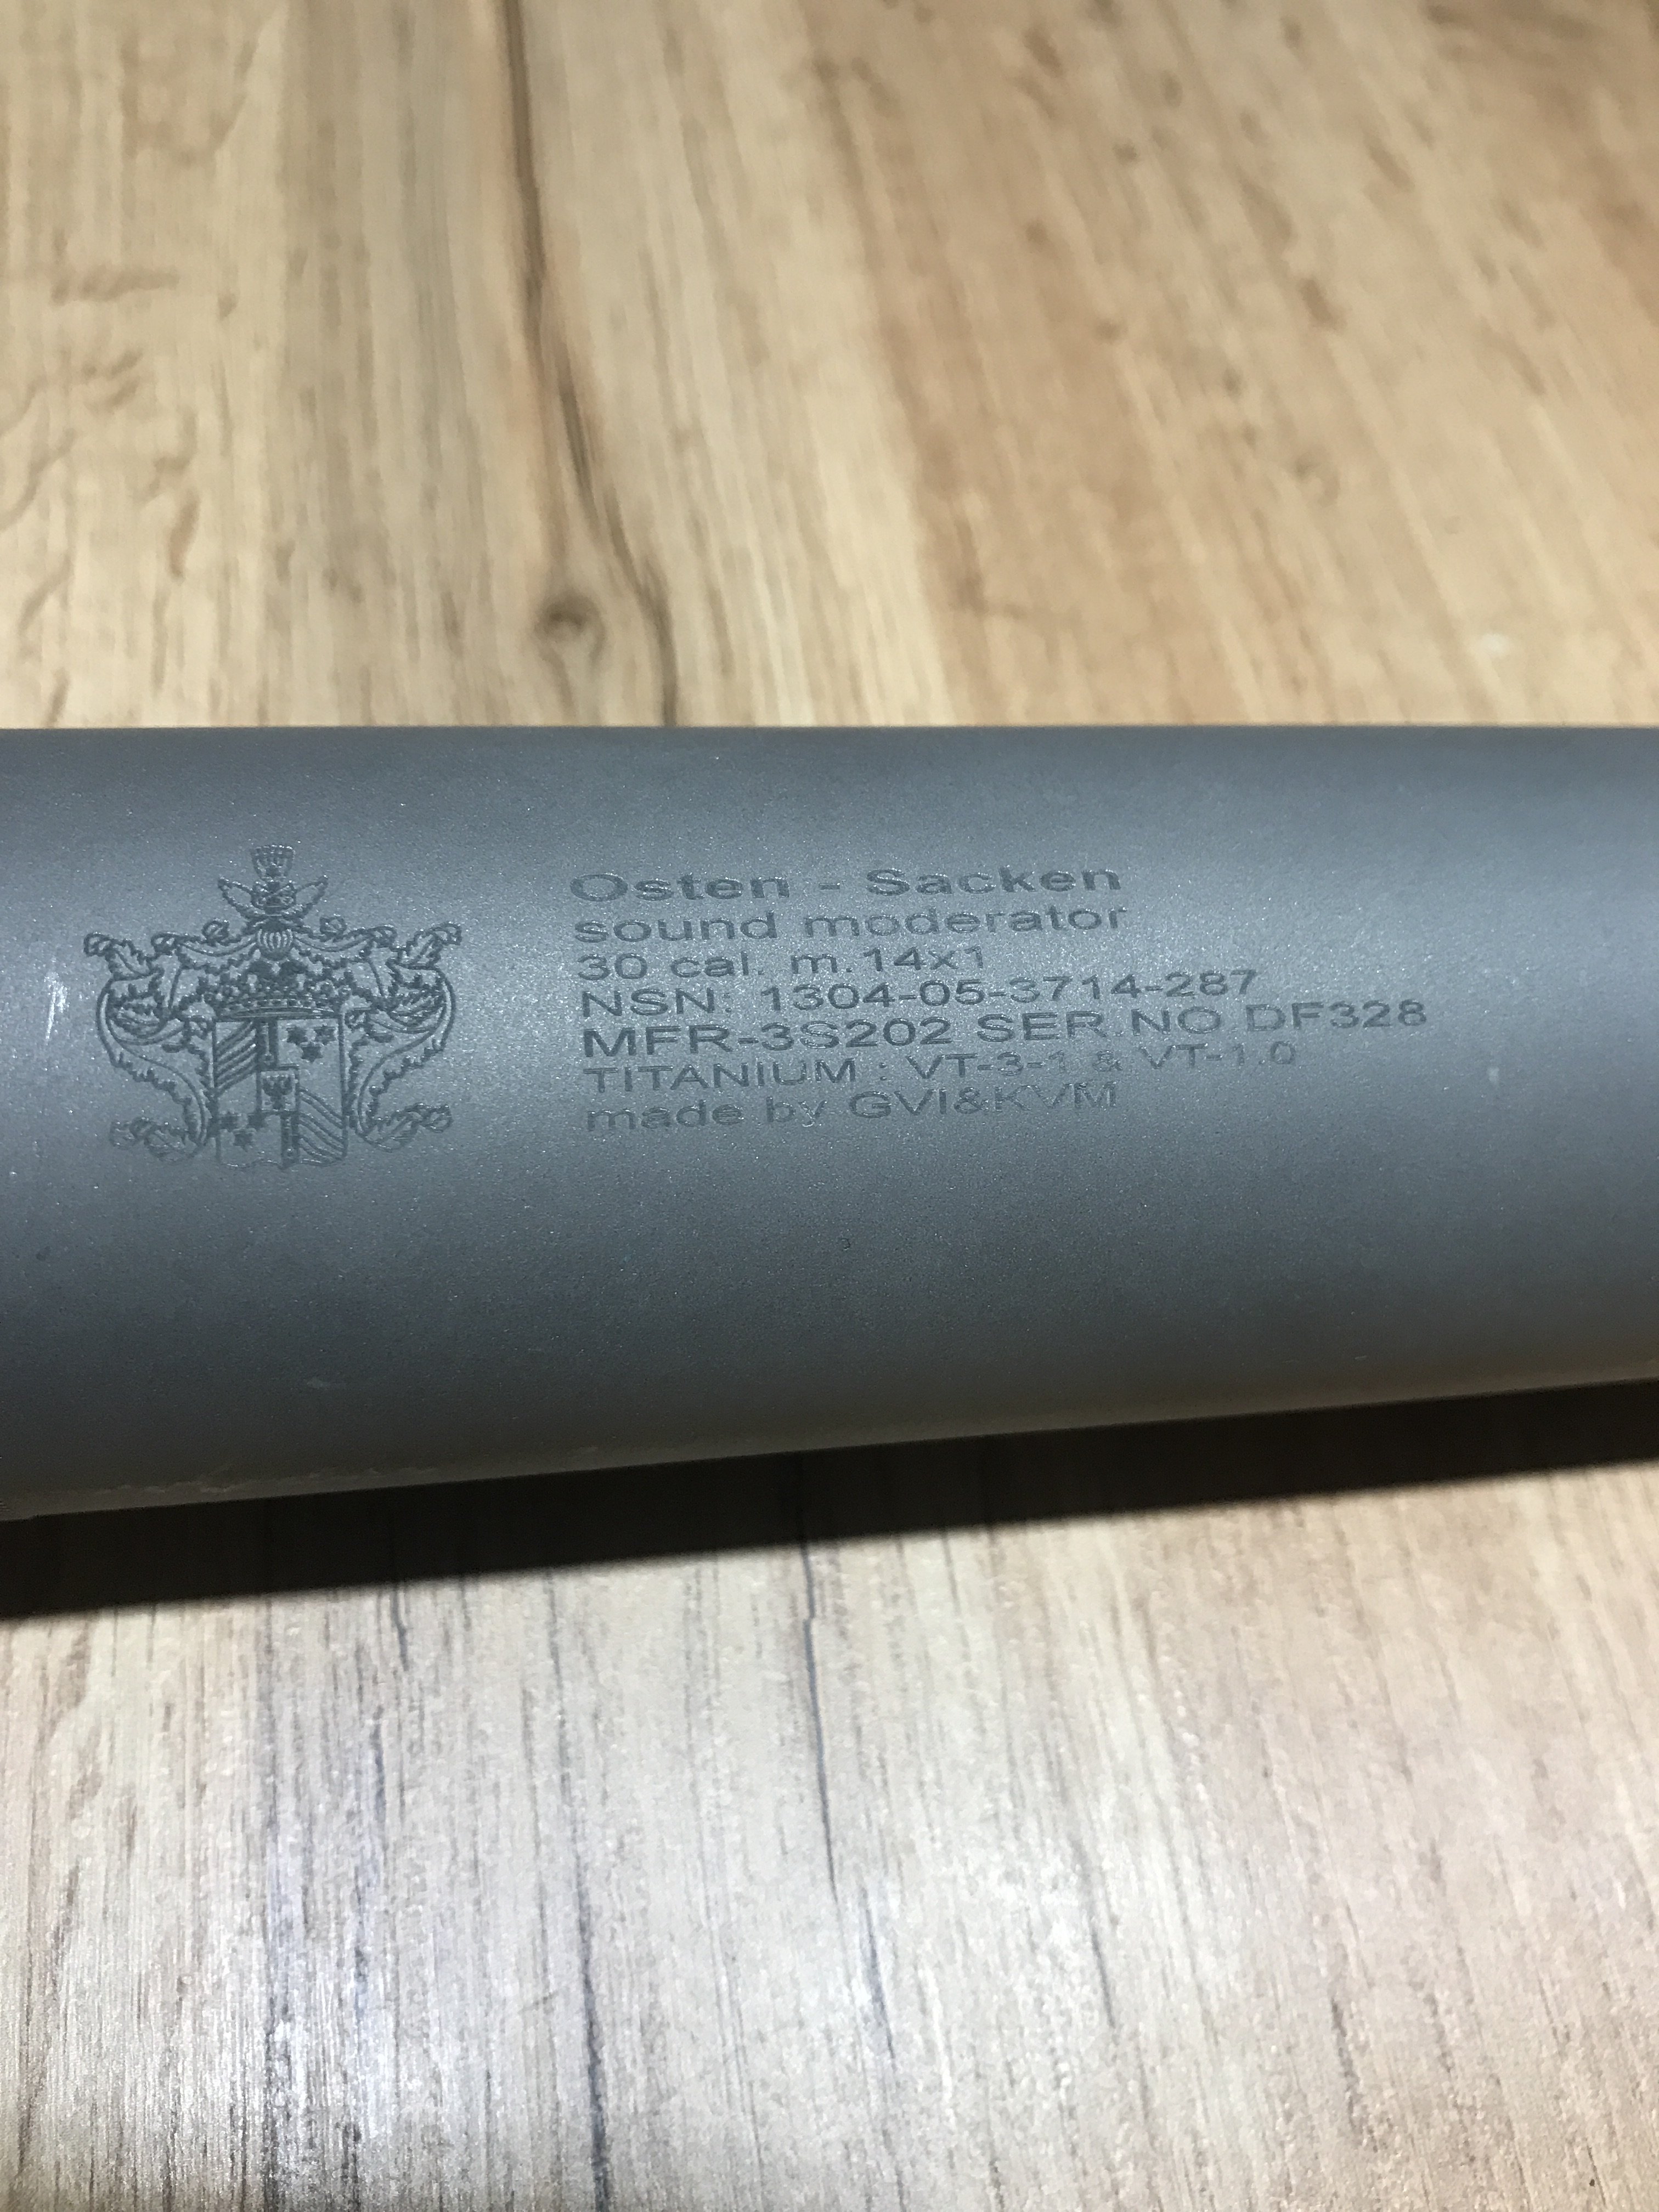 Osten - Sacken
sound moderator
30 cal. m.14x1
NSN: 1304-05-3714-287
MFR-3S202 SER.NO DF328
TITANIUM : VT-3-1 & VT-1.0
made by GVI&KVM